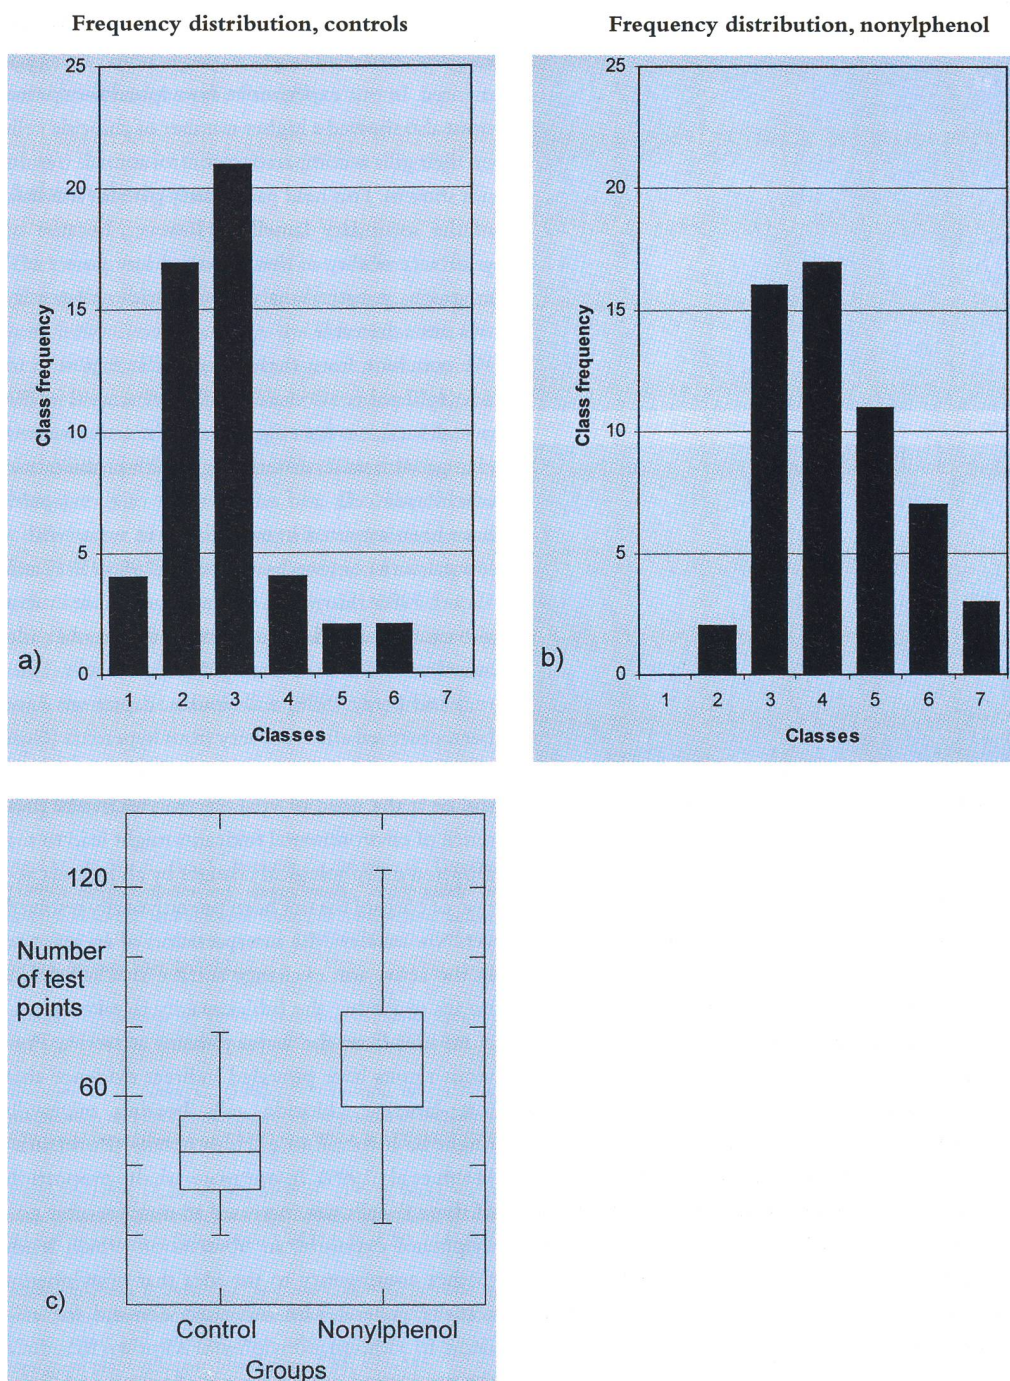 Frequency distribution, controls
25
20
15
10
5
0
Class frequency
1 2 3 4 5 6 7
Classes
a)
Frequency distribution, nonylphenol
25
20
15
10
5
0
Class frequency
1 2 3 4 5 6 7
Classes
b)
120
60
Number
of test
points
c)
Control Nonylphenol
Groups